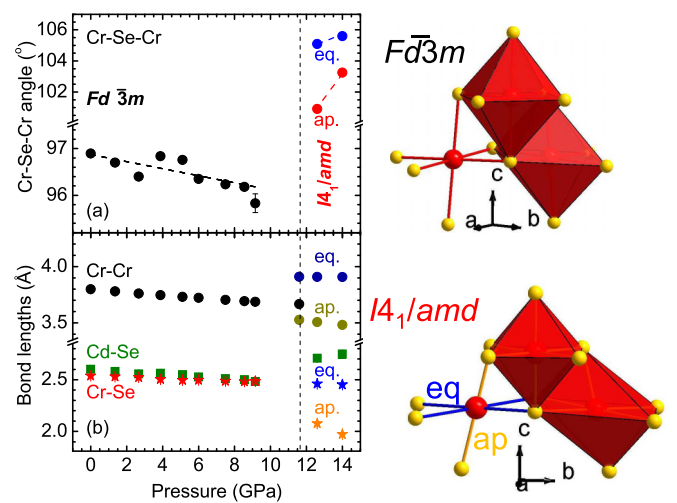 106
104
102
97
96
Cr-Se-Cr angle (°)
Cr-Se-Cr
Fd 3̅m
eq.
ap.
I4₁/amd
(a)
4.0
3.5
2.5
2.0
Bond lengths (Å)
Cr-Cr
Cd-Se
Cr-Se
eq.
ap.
eq.
ap.
(b)
0 2 4 6 8 10 12 14
Pressure (GPa)
Fd3̅m
c
a b
I4₁/amd
eq
ap
c
a b